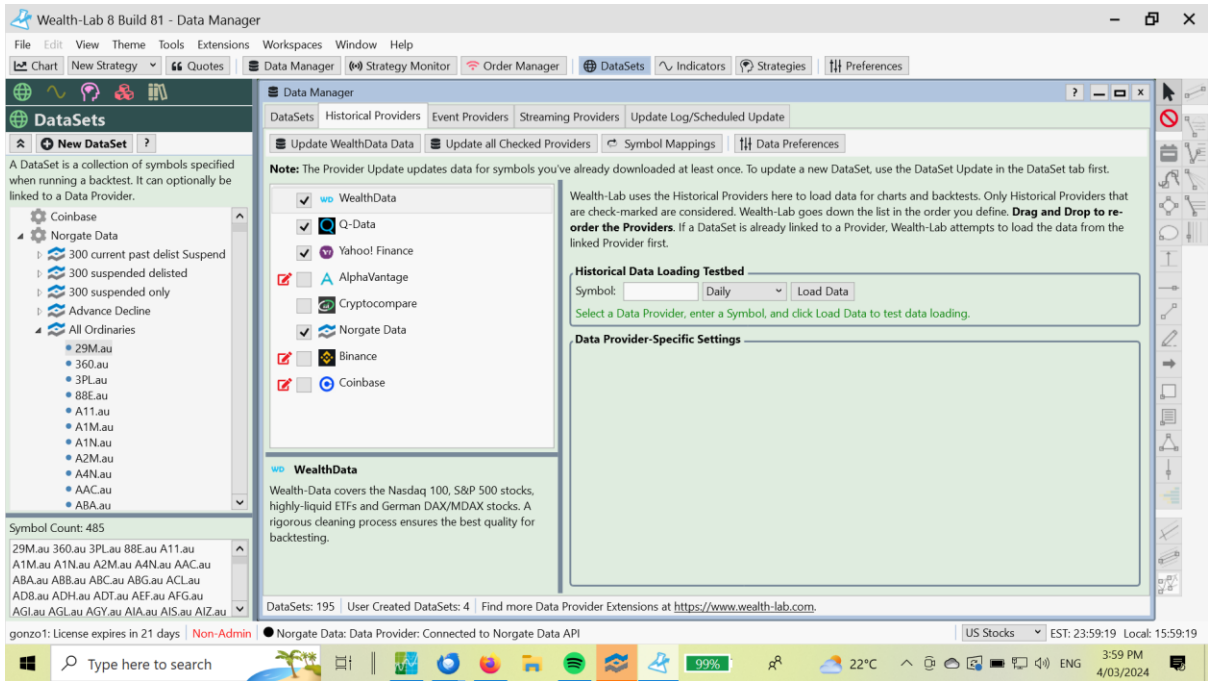 Wealth-Lab 8 Build 81 - Data Manager
File Edit View Theme Tools Extensions Workspaces Window Help
Chart New Strategy Quotes Data Manager Strategy Monitor Order Manager DataSets Indicators Strategies Preferences
DataSets
New DataSet ?
A DataSet is a collection of symbols specified
when running a backtest. It can optionally be
linked to a Data Provider.
Coinbase
Norgate Data
300 current past delist Suspend
300 suspended delisted
300 suspended only
Advance Decline
All Ordinaries
29M.au
360.au
3PL.au
88E.au
A11.au
A1M.au
A1N.au
A2M.au
A4N.au
AAC.au
ABA.au
Symbol Count: 485
29M.au 360.au 3PL.au 88E.au A11.au
A1M.au A1N.au A2M.au A4N.au AAC.au
ABA.au ABB.au ABC.au ABG.au ACL.au
AD8.au ADH.au ADT.au AEF.au AFG.au
AGI.au AGL.au AGY.au AIA.au AIS.au AIZ.au
Data Manager ?
DataSets Historical Providers Event Providers Streaming Providers Update Log/Scheduled Update
Update WealthData Data Update all Checked Providers Symbol Mappings Data Preferences
Note: The Provider Update updates data for symbols you've already downloaded at least once. To update a new DataSet, use the DataSet Update in the DataSet tab first.
WD WealthData
Q-Data
Yahoo! Finance
AlphaVantage
Cryptocompare
Norgate Data
Binance
Coinbase
WD WealthData
Wealth-Data covers the Nasdaq 100, S&P 500 stocks,
highly-liquid ETFs and German DAX/MDAX stocks. A
rigorous cleaning process ensures the best quality for
backtesting.
Wealth-Lab uses the Historical Providers here to load data for charts and backtests. Only Historical Providers that
are check-marked are considered. Wealth-Lab goes down the list in the order you define. Drag and Drop to re-
order the Providers. If a DataSet is already linked to a Provider, Wealth-Lab attempts to load the data from the
linked Provider first.
Historical Data Loading Testbed
Symbol: Daily Load Data
Select a Data Provider, enter a Symbol, and click Load Data to test data loading.
Data Provider-Specific Settings
DataSets: 195 User Created DataSets: 4 Find more Data Provider Extensions at https://www.wealth-lab.com.
gonzo1: License expires in 21 days Non-Admin Norgate Data: Data Provider: Connected to Norgate Data API US Stocks EST: 23:59:19 Local: 15:59:19
Type here to search 99% 22°C ENG 3:59 PM
4/03/2024